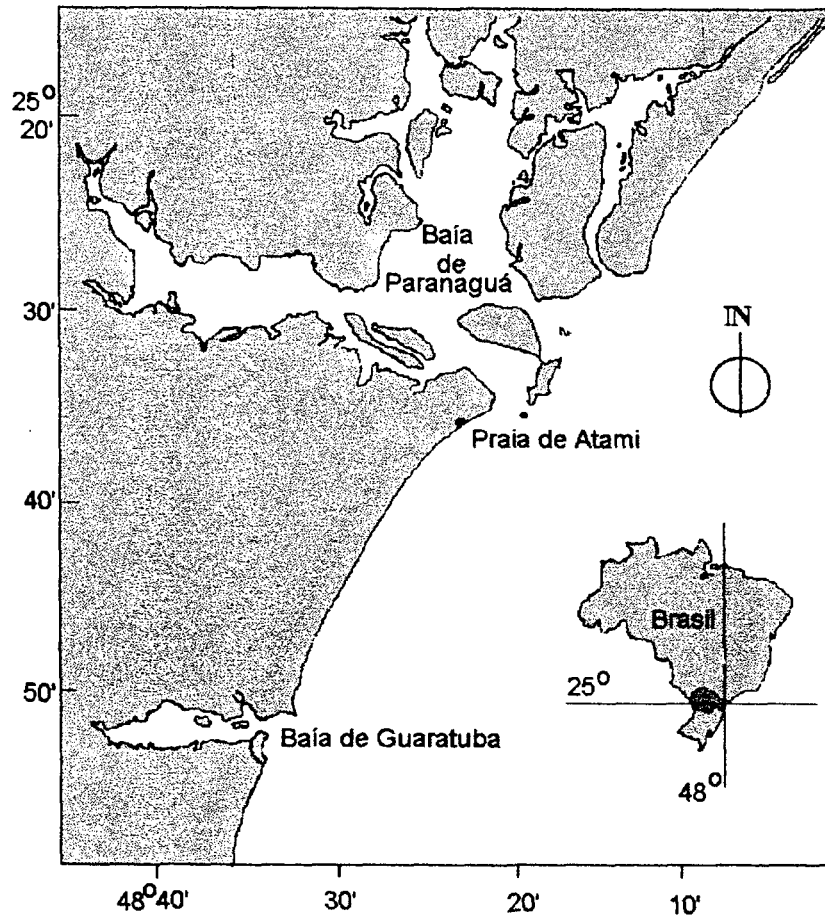 25°
20'
Baía
de
Paranaguá
30'
N
Praia de Atami
40'
Brasil
25°
50'
Baía de Guaratuba
48°
48°40'
30'
20'
10'